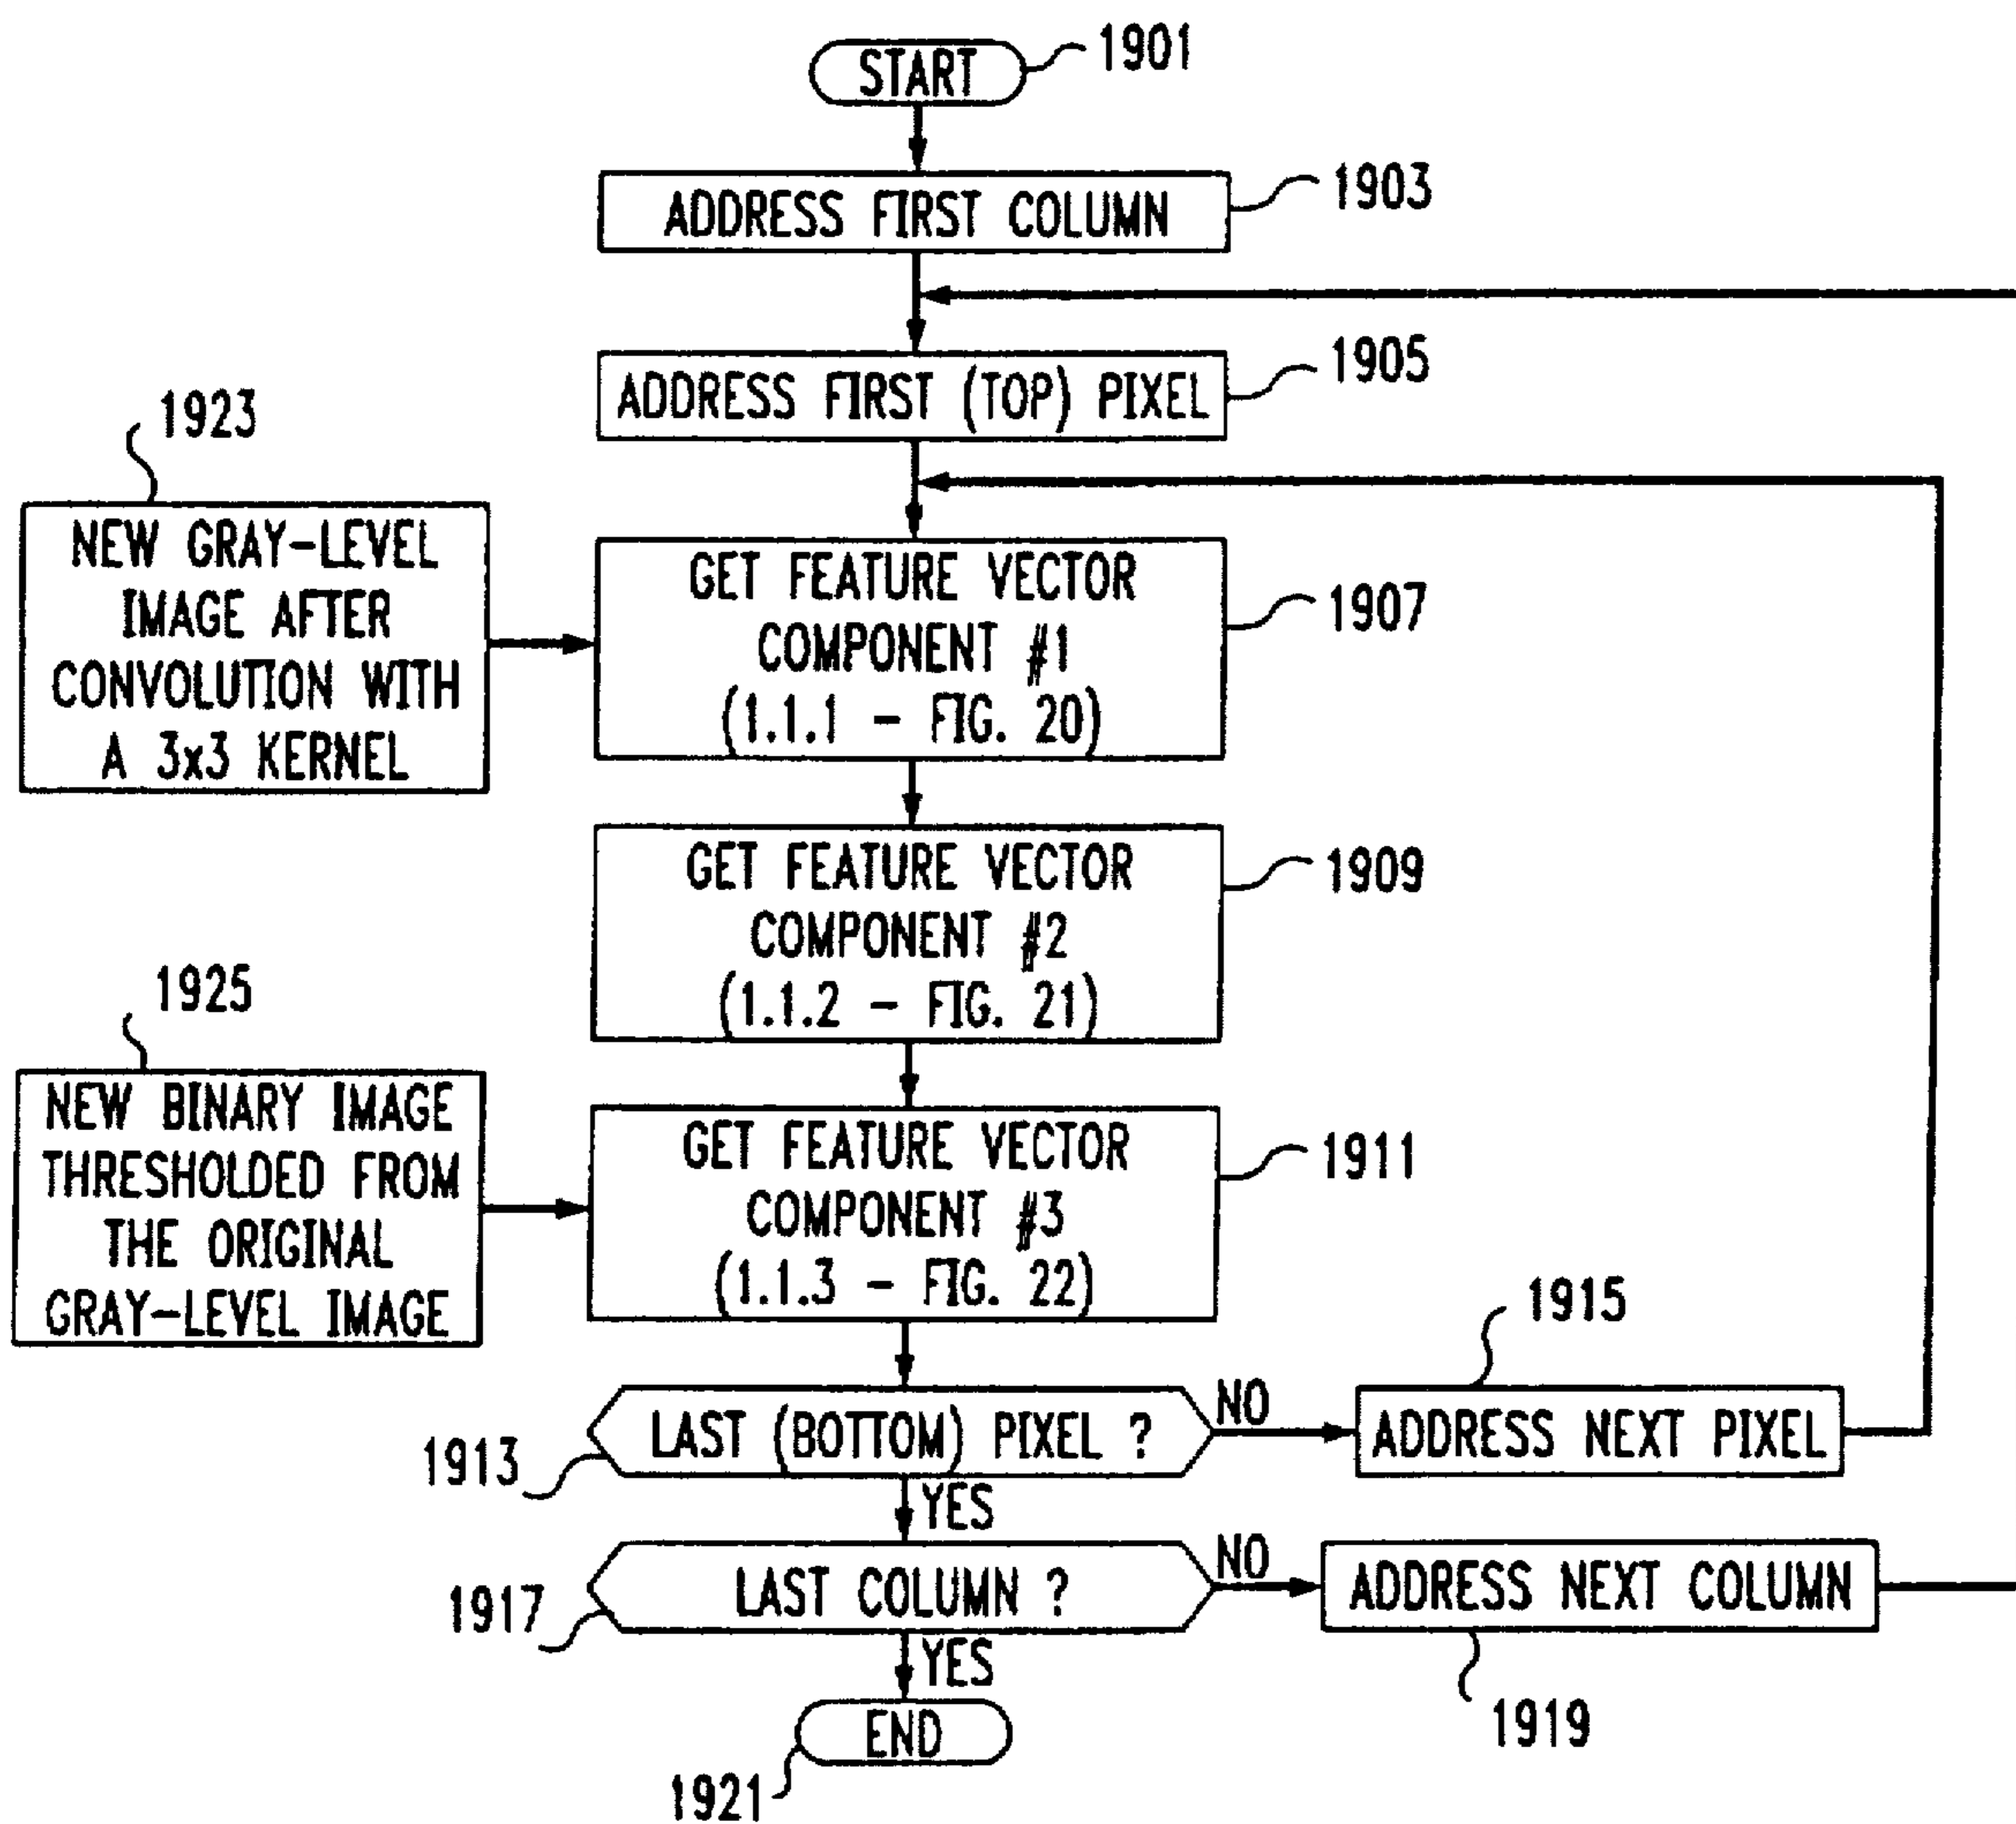 START
1901
ADDRESS FIRST COLUMN
1903
ADDRESS FIRST (TOP) PIXEL
1905
1923
NEW GRAY-LEVEL
IMAGE AFTER
CONVOLUTION WITH
A 3x3 KERNEL
GET FEATURE VECTOR
COMPONENT #1
(1.1.1 - FIG. 20)
1907
GET FEATURE VECTOR
COMPONENT #2
(1.1.2 - FIG. 21)
1909
1925
NEW BINARY IMAGE
THRESHOLDED FROM
THE ORIGINAL
GRAY-LEVEL IMAGE
GET FEATURE VECTOR
COMPONENT #3
(1.1.3 - FIG. 22)
1911
LAST (BOTTOM) PIXEL ?
1913
NO
1915
ADDRESS NEXT PIXEL
YES
LAST COLUMN ?
1917
NO
ADDRESS NEXT COLUMN
1919
YES
END
1921